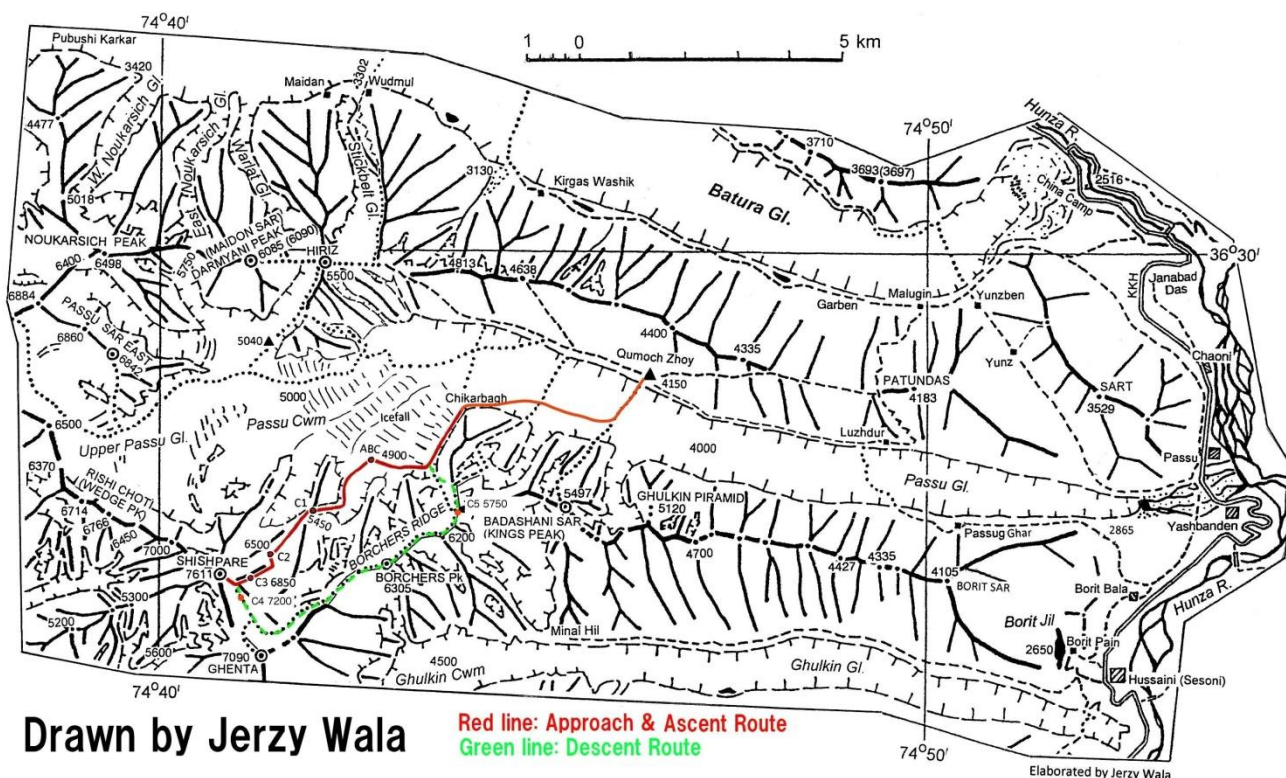 74°40'
Pubushi Karkar
1 0 5 km
3420
Maidan
3302
Wudmul
Hunza R.
74°50'
4477
W. Noukarsich Gl.
East (Noukarsich Gl.
Warlat Gl.
3710
3693(3697)
2516
China Camp
3130
Kirgas Washik
Batura Gl.
5018
NOUKARSICH PEAK
5750
(MAIDON SAR)
DARMYANI PEAK
6085 (6090)
HIRIZ
5500
4813
4638
36°30'
6400
6498
KKH
Janabad
Das
6884
Malugin
Yunzben
Garben
PASSU SAR EAST
6860
6842
5040
4400
4335
Chaoni
Qumoch Zhoy
4150
Yunz
5000
PATUNDAS
4183
SART
3529
Chikarbagh
Icefall
Passu Cwm
6500
Upper Passu Gl.
ABC 4900
4000
Luzhdur
Passu
6370
RISHI CHOT)
(WEDGE PK)
Passu Gl.
C1
5450
C5 5750
5497
GHULKIN PIRAMID
5120
6714
6766
6450
BORCHERS RIDGE
BADASHANI SAR
(KINGS PEAK)
2865
Yashbanden
7000
6500
C2
6200
4700
Passug Ghar
SHISHPARE
7611
C3 6850
BORCHERS Pk
6305
4427
4335
4105
BORIT SAR
C4 7200
5300
Borit Bala
Hunza R.
5200
Borit Jil
5600
Minal Hil
Borit Pain
2650
7090
GHENTA
4500
Ghulkin Cwm
Ghulkin Gl.
Hussaini (Sesoni)
74°40'
74°50'
Drawn by Jerzy Wala
Red line: Approach & Ascent Route
Green line: Descent Route
Elaborated by Jerzy Wala